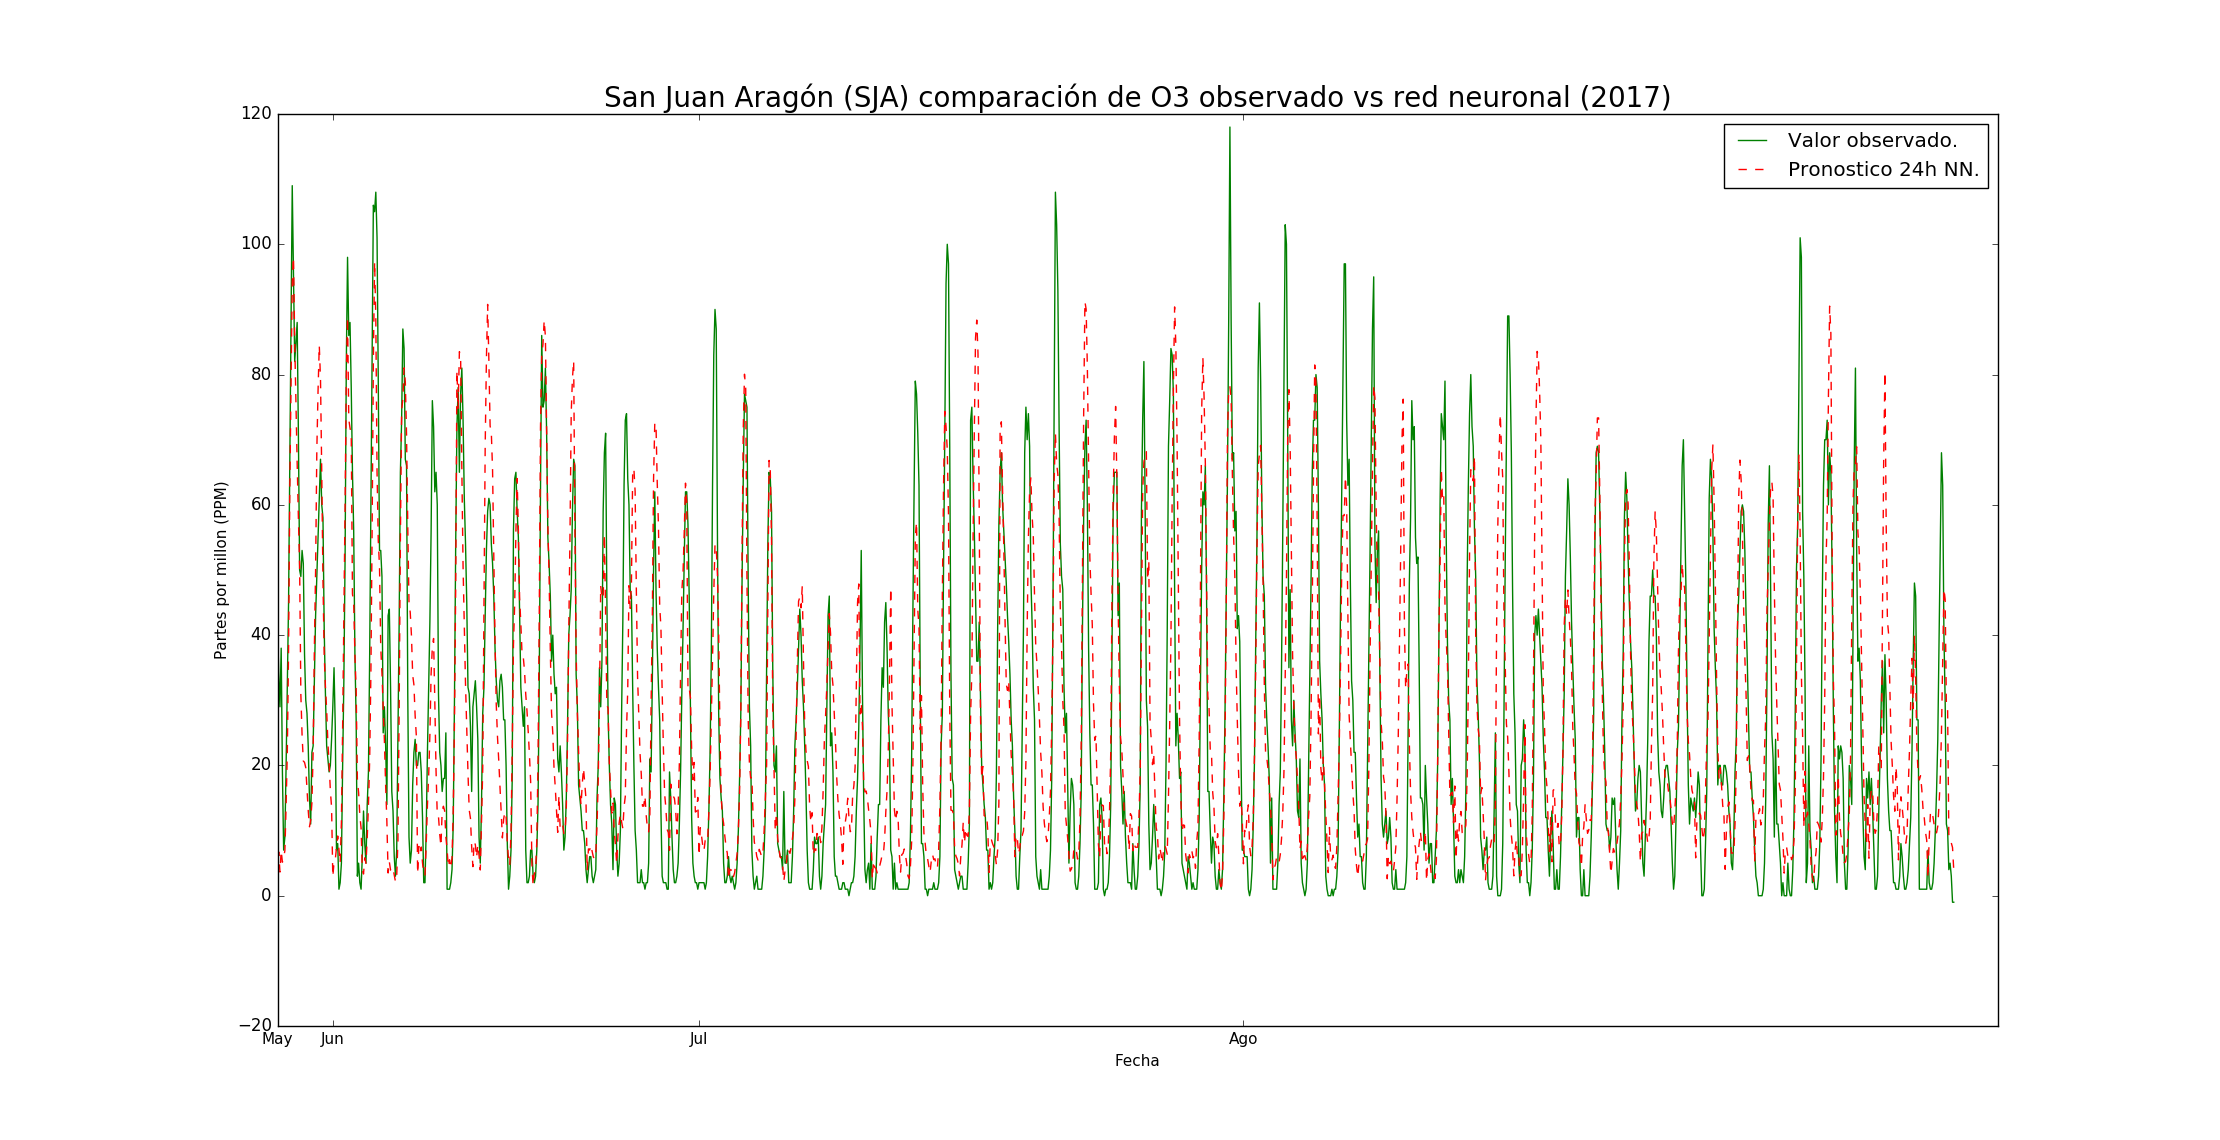 San Juan Aragón (SJA) comparación de O3 observado vs red neuronal (2017)
Valor observado.
Pronostico 24h NN.
Partes por millon (PPM)
120
100
80
60
40
20
0
−20
May Jun Jul Ago
Fecha